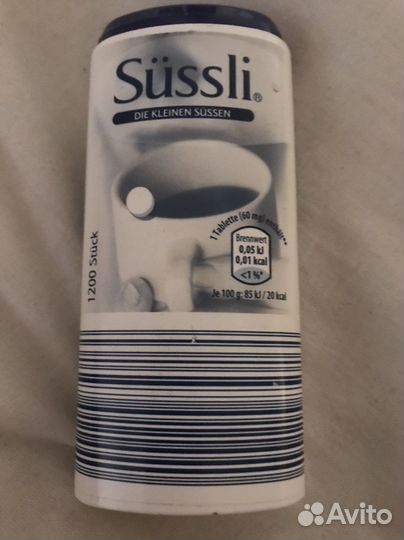 Süssli®
DIE KLEINEN SÜSSEN
1 Tablette (60 mg) enthält**
Brennwert
0,05 kJ
0,01 kcal
<1 %*
Je 100 g: 85 kJ / 20 kcal
1200 Stück
Avito